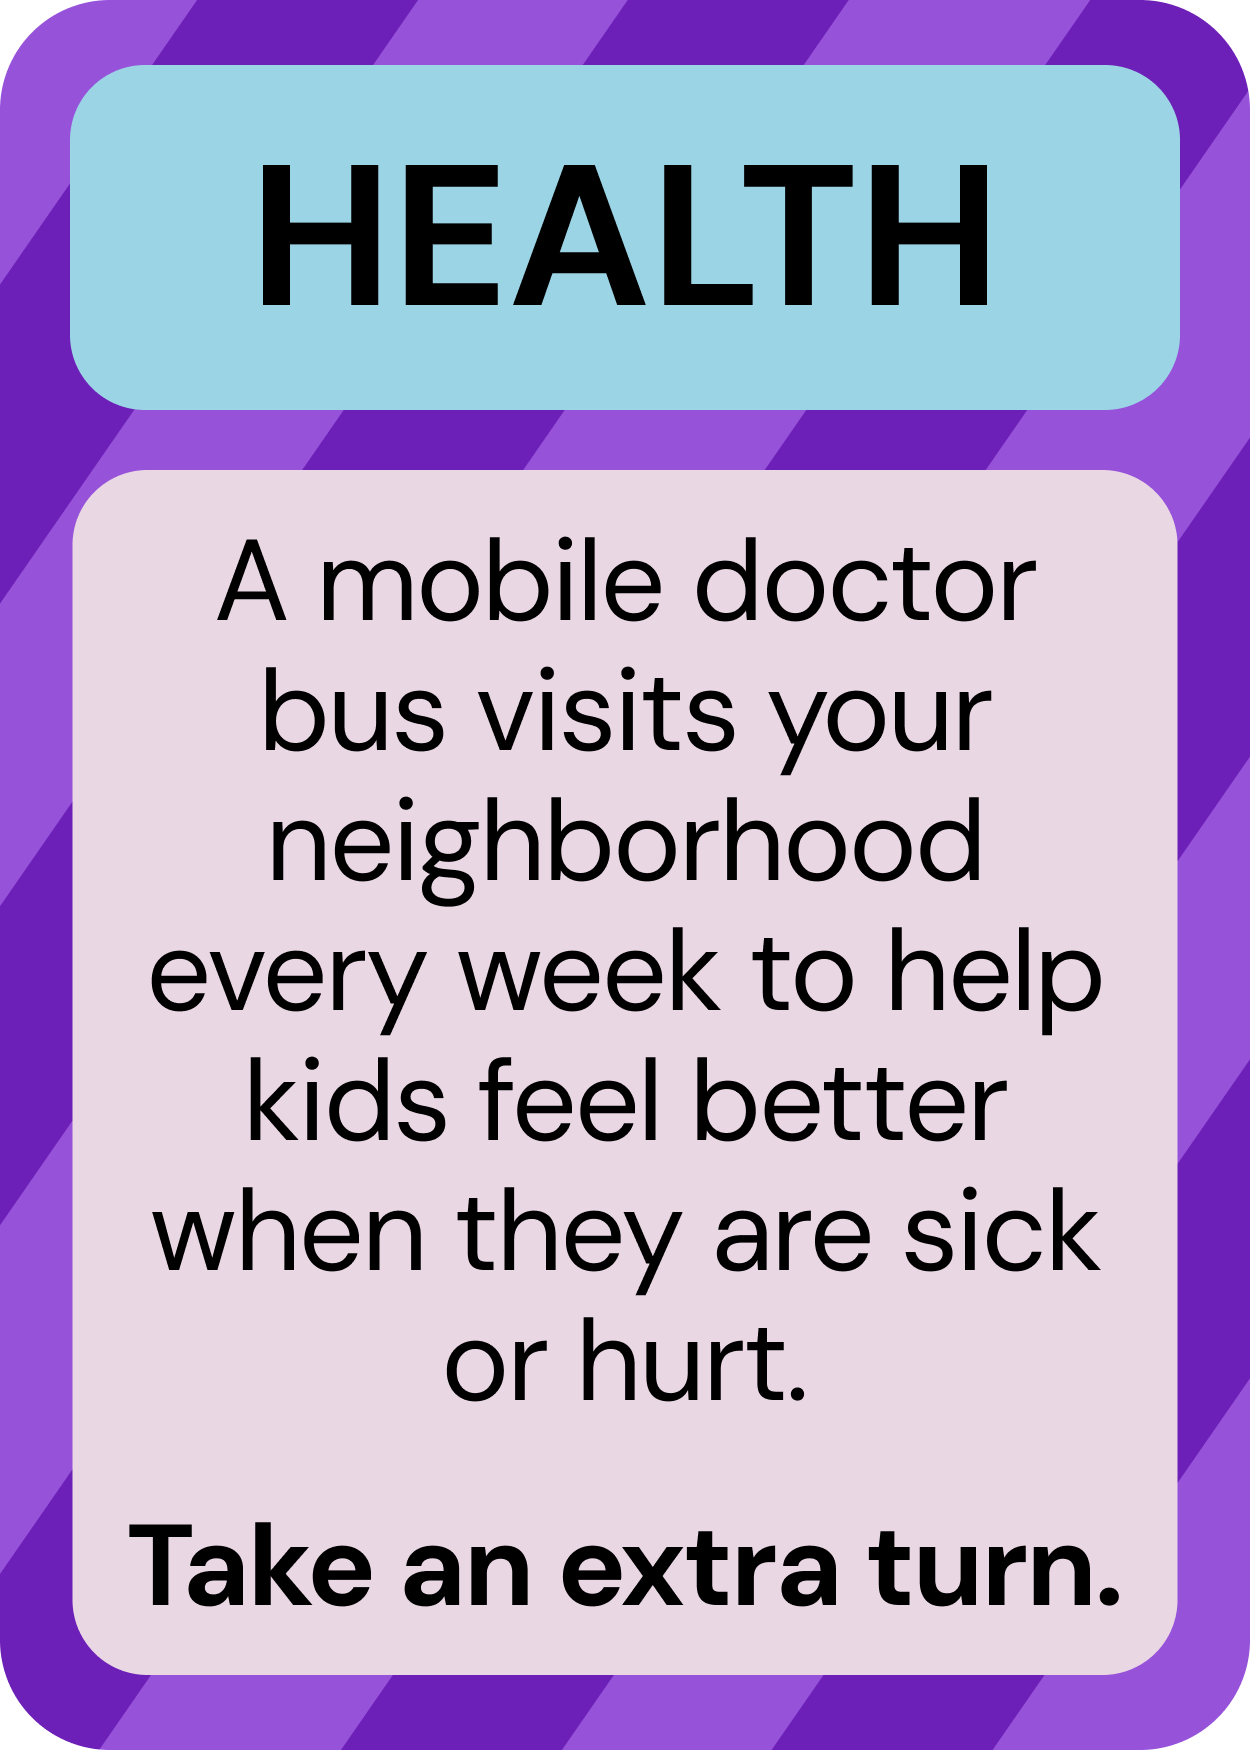 HEALTH
A mobile doctor
bus visits your
neighborhood
every week to help
kids feel better
when they are sick
or hurt.
Take an extra turn.